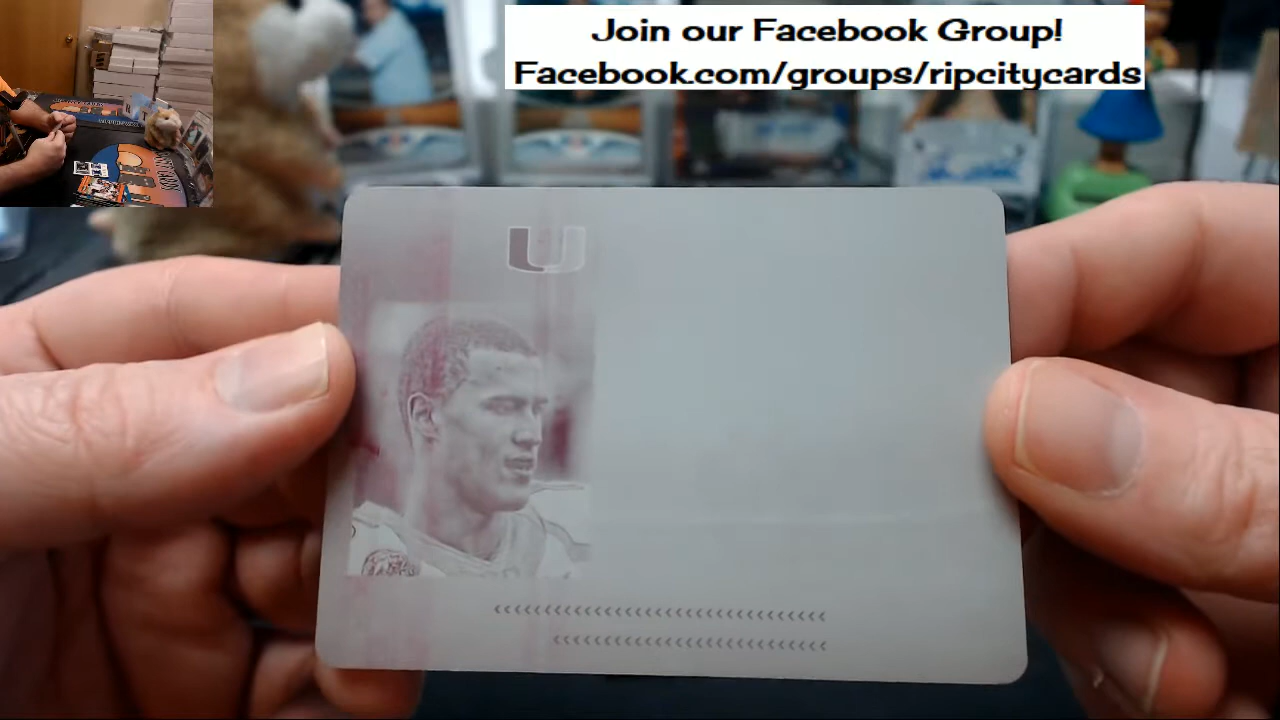 Join our Facebook Group!
Facebook.com/groups/ripcitycards
U
‹‹‹‹‹‹‹‹‹‹‹‹‹‹‹‹‹‹‹‹‹‹‹‹‹‹‹‹‹‹‹‹‹‹‹‹‹‹‹‹
‹‹‹‹‹‹‹‹‹‹‹‹‹‹‹‹‹‹‹‹‹‹‹‹‹‹‹‹‹‹‹‹‹